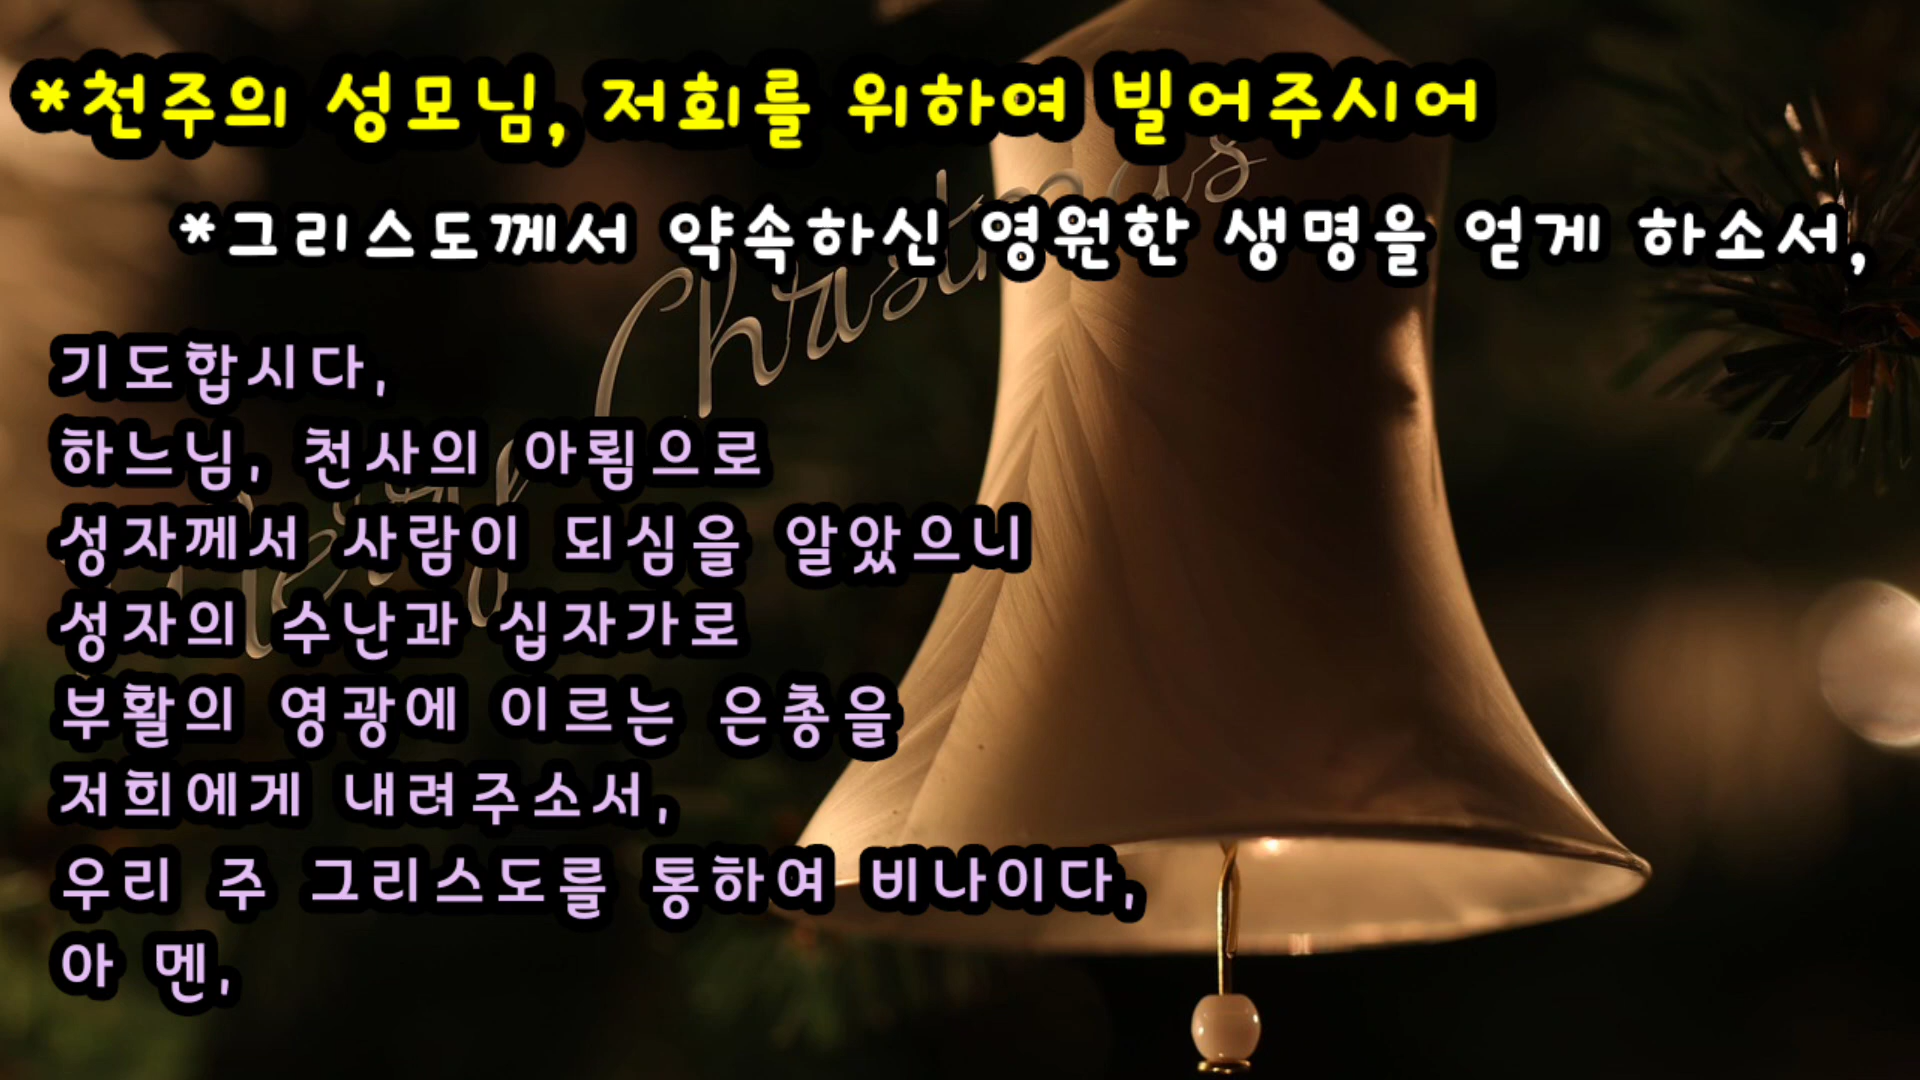 *천주의 성모님, 저희를 위하여 빌어주시어
*그리스도께서 약속하신 영원한 생명을 얻게 하소서,
Merry Christmas
기도합시다,
하느님, 천사의 아룀으로
성자께서 사람이 되심을 알았으니
성자의 수난과 십자가로
부활의 영광에 이르는 은총을
저희에게 내려주소서,
우리 주 그리스도를 통하여 비나이다,
아 멘,